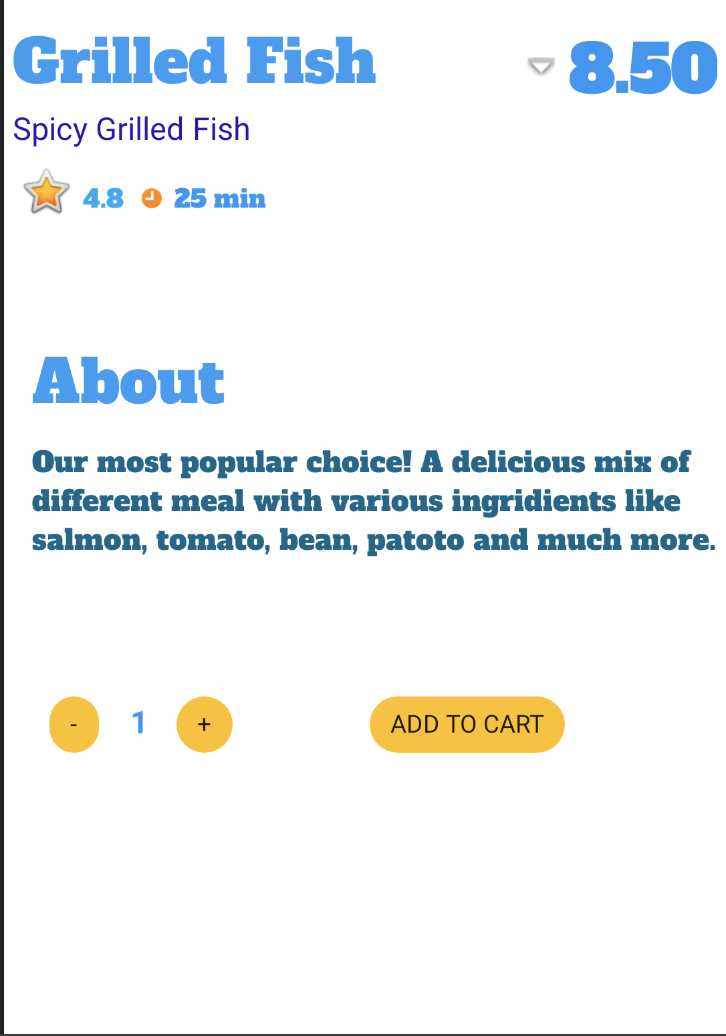 Grilled Fish
8.50
Spicy Grilled Fish
4.8 25 min
About
Our most popular choice! A delicious mix of
different meal with various ingridients like
salmon, tomato, bean, patoto and much more.
- 1 + ADD TO CART